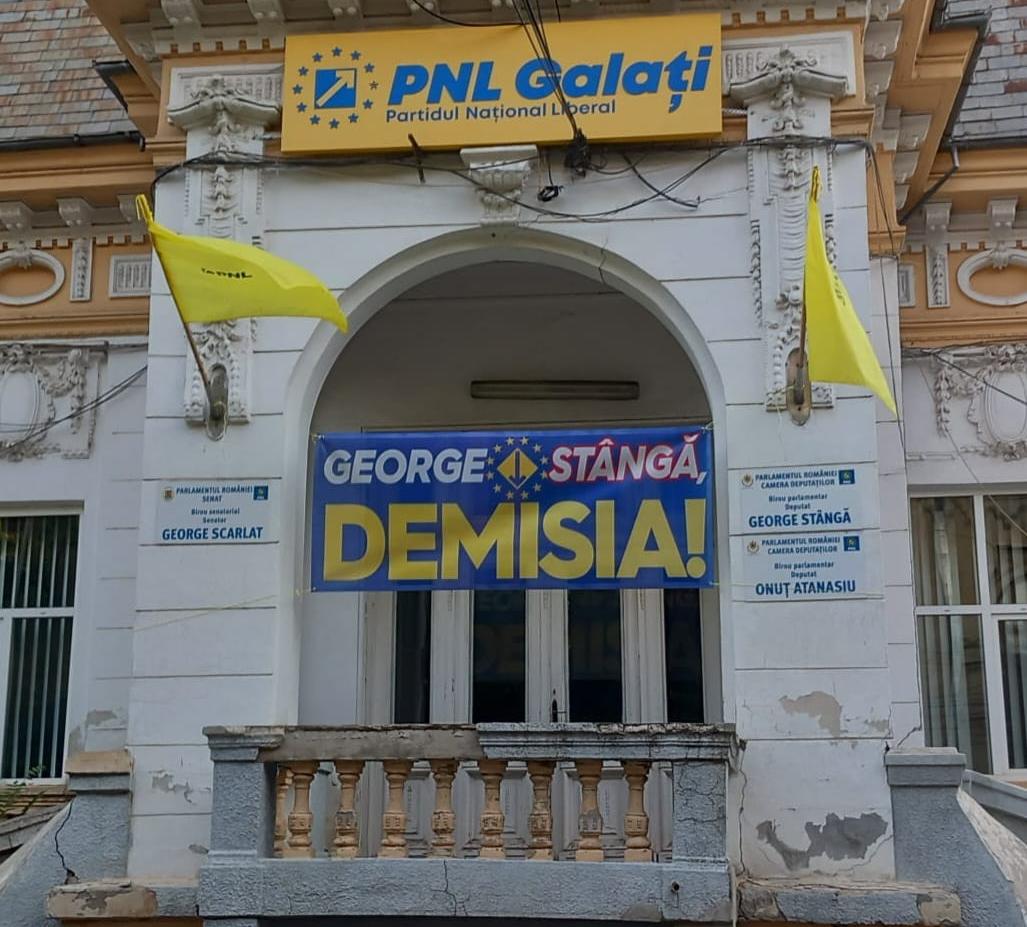 PNL Galați
Partidul Național Liberal
PNL
GEORGE STÂNGĂ,
DEMISIA!
PARLAMENTUL ROMÂNIEI
SENAT
Birou senatorial
Senator
GEORGE SCARLAT
PARLAMENTUL ROMÂNIEI
CAMERA DEPUTAȚILOR
Birou parlamentar
Deputat
GEORGE STÂNGĂ
PARLAMENTUL ROMÂNIEI
CAMERA DEPUTAȚILOR
Birou parlamentar
Deputat
ONUȚ ATANASIU